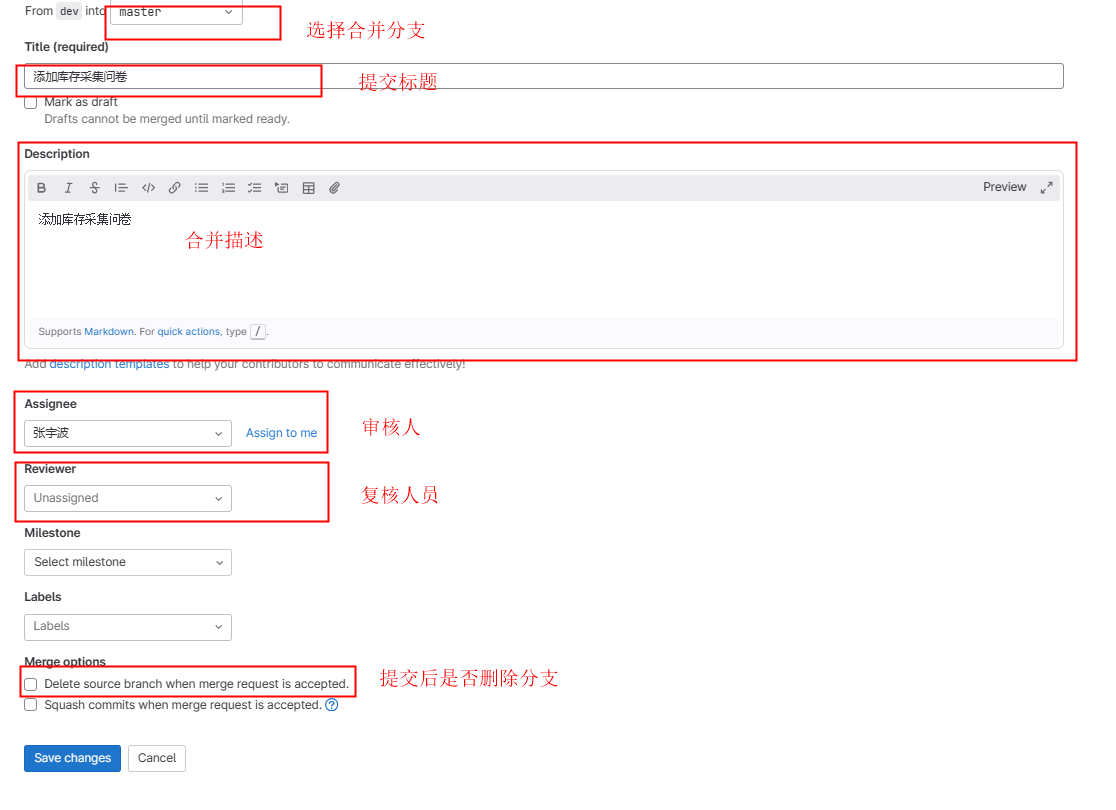 From dev into master
选择合并分支
Title (required)
添加库存采集问卷
提交标题
Mark as draft
Drafts cannot be merged until marked ready.
Description
Preview
添加库存采集问卷
合并描述
Supports Markdown. For quick actions, type /.
Add description templates to help your contributors to communicate effectively!
Assignee
张宇波 Assign to me
审核人
Reviewer
Unassigned
复核人员
Milestone
Select milestone
Labels
Labels
Merge options
Delete source branch when merge request is accepted.
提交后是否删除分支
Squash commits when merge request is accepted.
Save changes Cancel